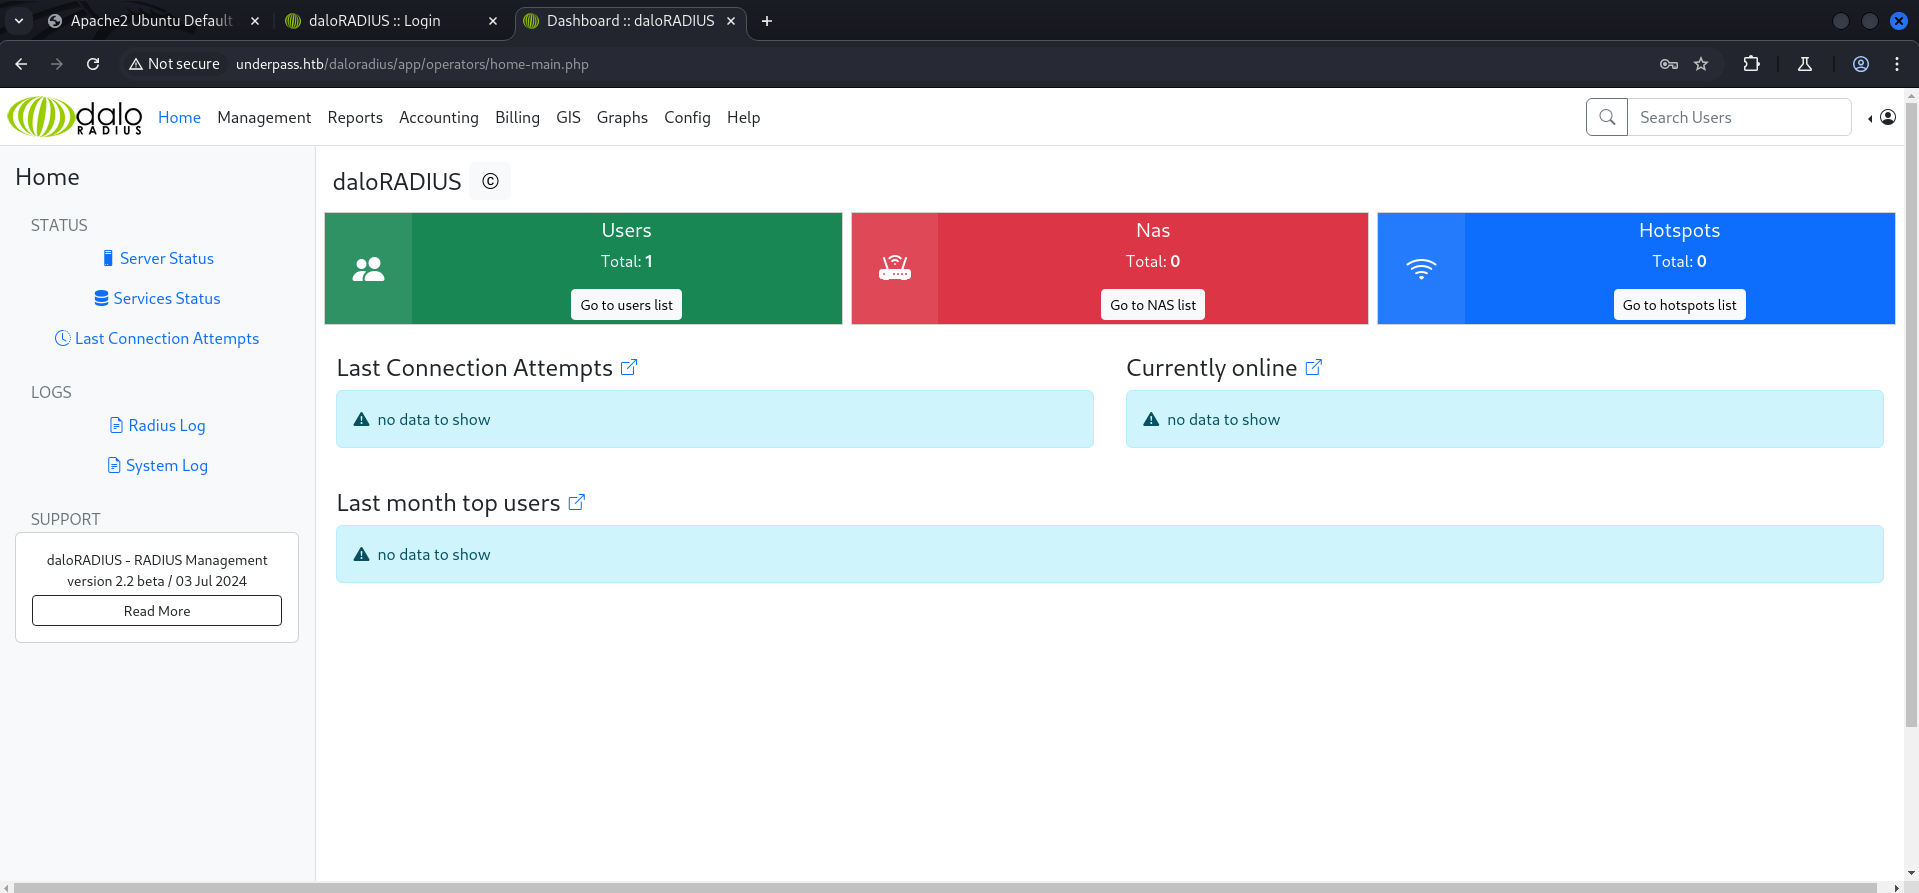 Apache2 Ubuntu Default
daloRADIUS :: Login
Dashboard :: daloRADIUS
Not secure
underpass.htb/daloradius/app/operators/home-main.php
dalo
RADIUS
Home
Management
Reports
Accounting
Billing
GIS
Graphs
Config
Help
Search Users
Home
STATUS
Server Status
Services Status
Last Connection Attempts
LOGS
Radius Log
System Log
SUPPORT
daloRADIUS - RADIUS Management
version 2.2 beta / 03 Jul 2024
Read More
daloRADIUS ©
Users
Total: 1
Go to users list
Nas
Total: 0
Go to NAS list
Hotspots
Total: 0
Go to hotspots list
Last Connection Attempts
no data to show
Currently online
no data to show
Last month top users
no data to show